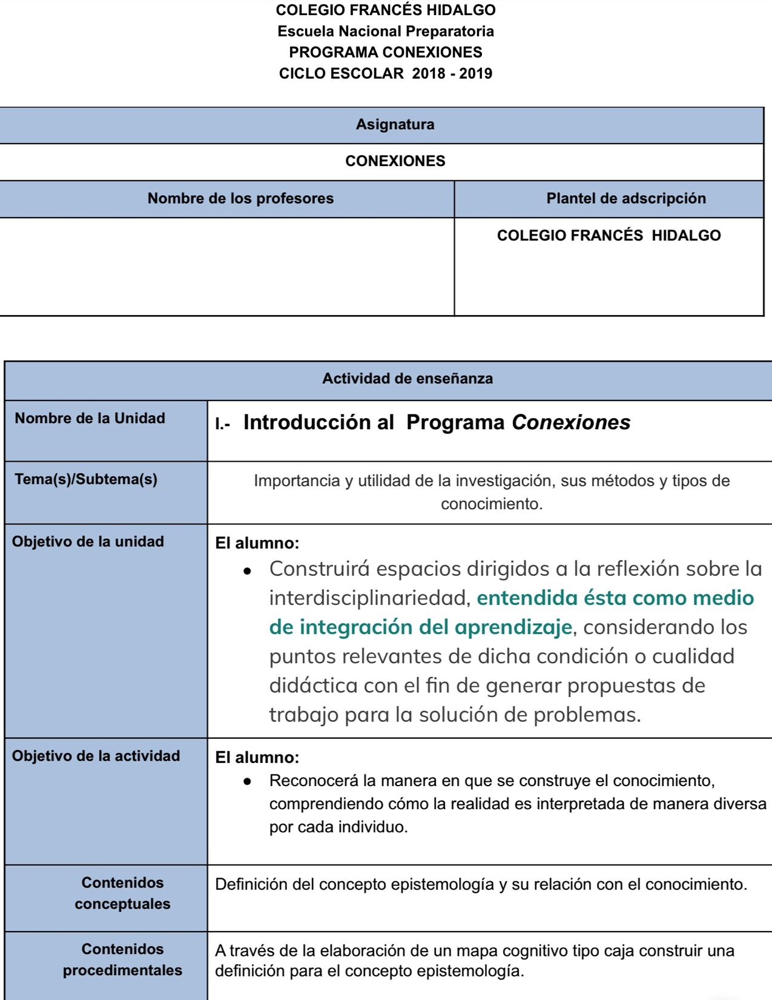 COLEGIO FRANCÉS HIDALGO
Escuela Nacional Preparatoria
PROGRAMA CONEXIONES
CICLO ESCOLAR 2018 - 2019
Asignatura
CONEXIONES
Nombre de los profesores
Plantel de adscripción
COLEGIO FRANCÉS HIDALGO
Actividad de enseñanza
Nombre de la Unidad
I.- Introducción al Programa Conexiones
Tema(s)/Subtema(s)
Importancia y utilidad de la investigación, sus métodos y tipos de
conocimiento.
Objetivo de la unidad
El alumno:
● Construirá espacios dirigidos a la reflexión sobre la
interdisciplinariedad, entendida ésta como medio
de integración del aprendizaje, considerando los
puntos relevantes de dicha condición o cualidad
didáctica con el fin de generar propuestas de
trabajo para la solución de problemas.
Objetivo de la actividad
El alumno:
● Reconocerá la manera en que se construye el conocimiento,
comprendiendo cómo la realidad es interpretada de manera diversa
por cada individuo.
Contenidos
conceptuales
Definición del concepto epistemología y su relación con el conocimiento.
Contenidos
procedimentales
A través de la elaboración de un mapa cognitivo tipo caja construir una
definición para el concepto epistemología.